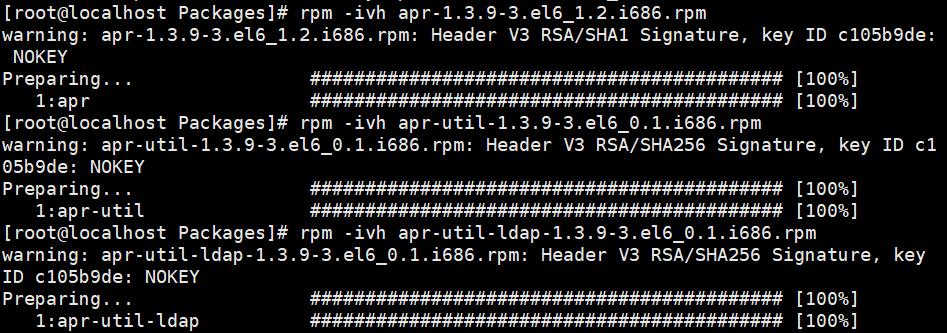 [root@localhost Packages]# rpm -ivh apr-1.3.9-3.el6_1.2.i686.rpm
warning: apr-1.3.9-3.el6_1.2.i686.rpm: Header V3 RSA/SHA1 Signature, key ID c105b9de:
 NOKEY
Preparing...                ########################################### [100%]
   1:apr                    ########################################### [100%]
[root@localhost Packages]# rpm -ivh apr-util-1.3.9-3.el6_0.1.i686.rpm
warning: apr-util-1.3.9-3.el6_0.1.i686.rpm: Header V3 RSA/SHA256 Signature, key ID c1
05b9de: NOKEY
Preparing...                ########################################### [100%]
   1:apr-util               ########################################### [100%]
[root@localhost Packages]# rpm -ivh apr-util-ldap-1.3.9-3.el6_0.1.i686.rpm
warning: apr-util-ldap-1.3.9-3.el6_0.1.i686.rpm: Header V3 RSA/SHA256 Signature, key 
ID c105b9de: NOKEY
Preparing...                ########################################### [100%]
   1:apr-util-ldap          ########################################### [100%]